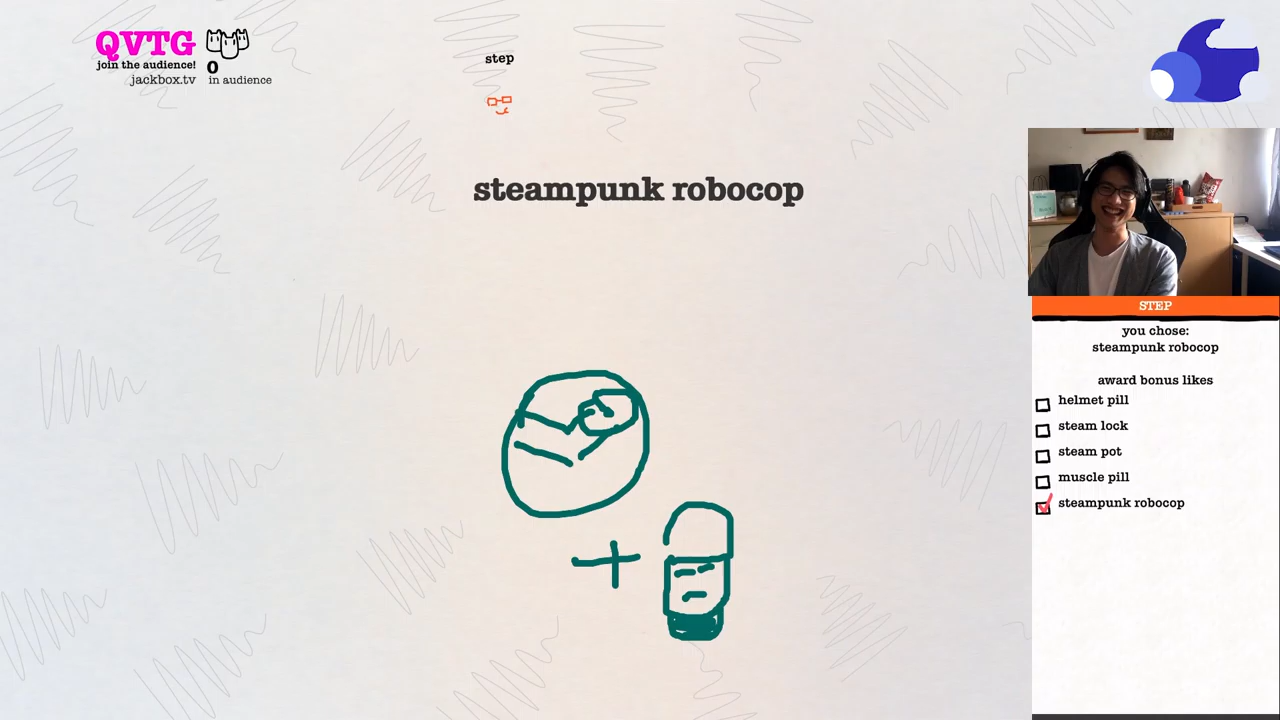 QVTG
join the audience!
jackbox.tv
0
in audience
step
steampunk robocop
STEP
you chose:
steampunk robocop
award bonus likes
helmet pill
steam lock
steam pot
muscle pill
steampunk robocop